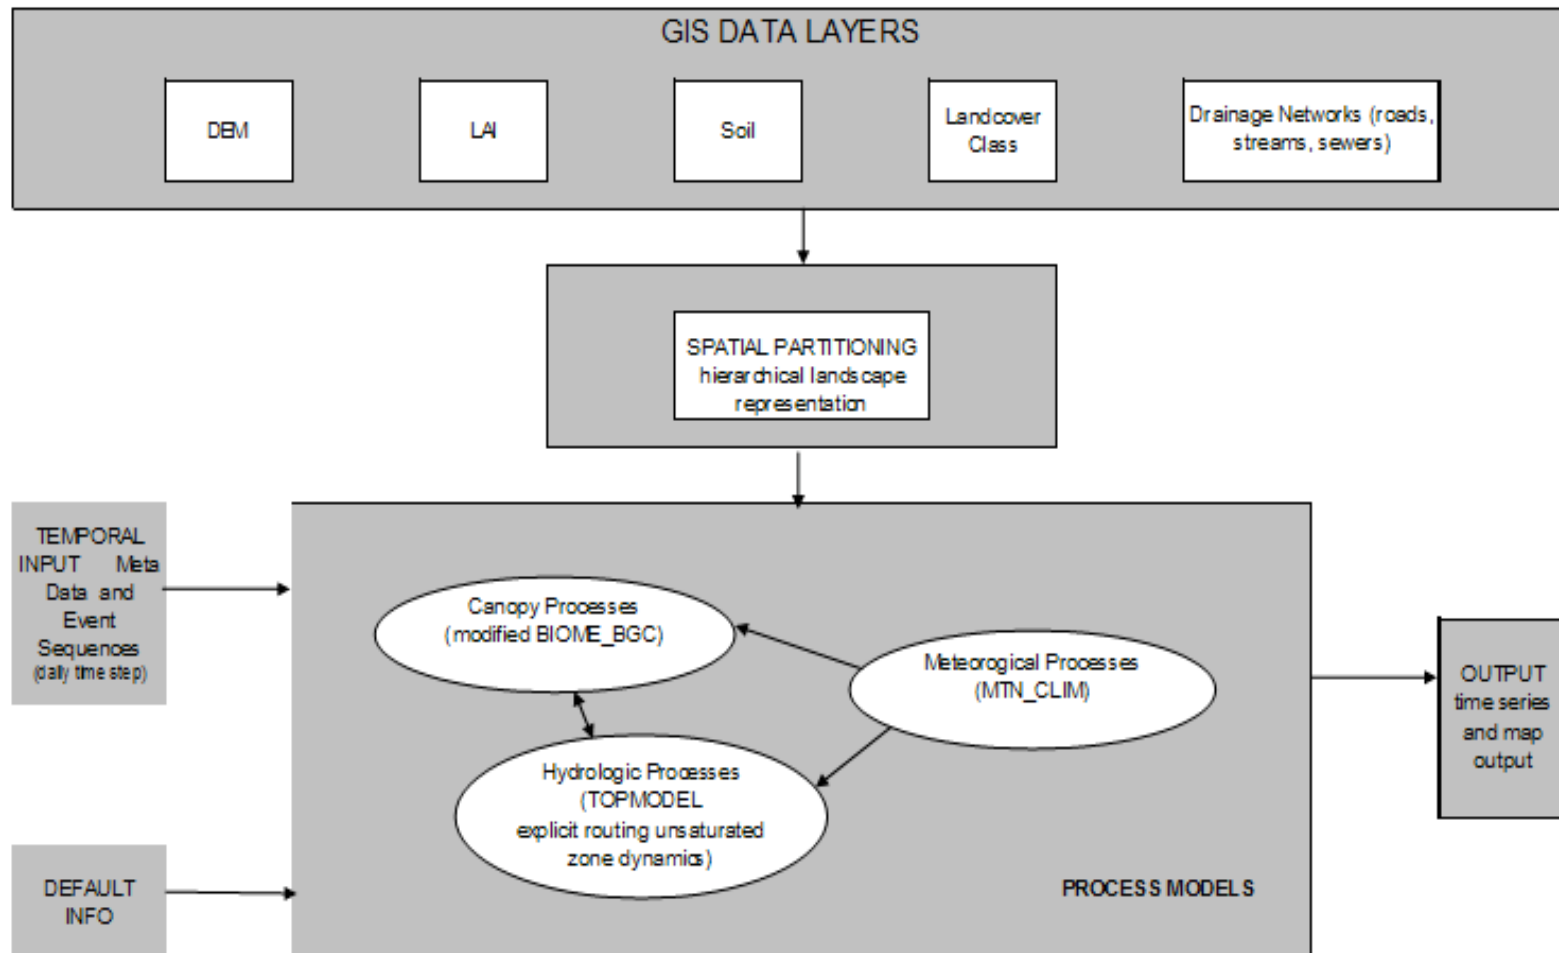 GIS DATA LAYERS
DEM
LAI
Soil
Landcover
Class
Drainage Networks (roads,
streams, sewers)
SPATIAL PARTITIONING
hierarchical landscape
representation
TEMPORAL
INPUT Meta
Data and
Event
Sequences
(daily time step)
Canopy Processes
(modified BIOME_BGC)
Meteorogical Processes
(MTN_CLIM)
Hydrologic Processes
(TOPMODEL
explicit routing unsaturated
zone dynamics)
PROCESS MODELS
OUTPUT
time series
and map
output
DEFAULT
INFO